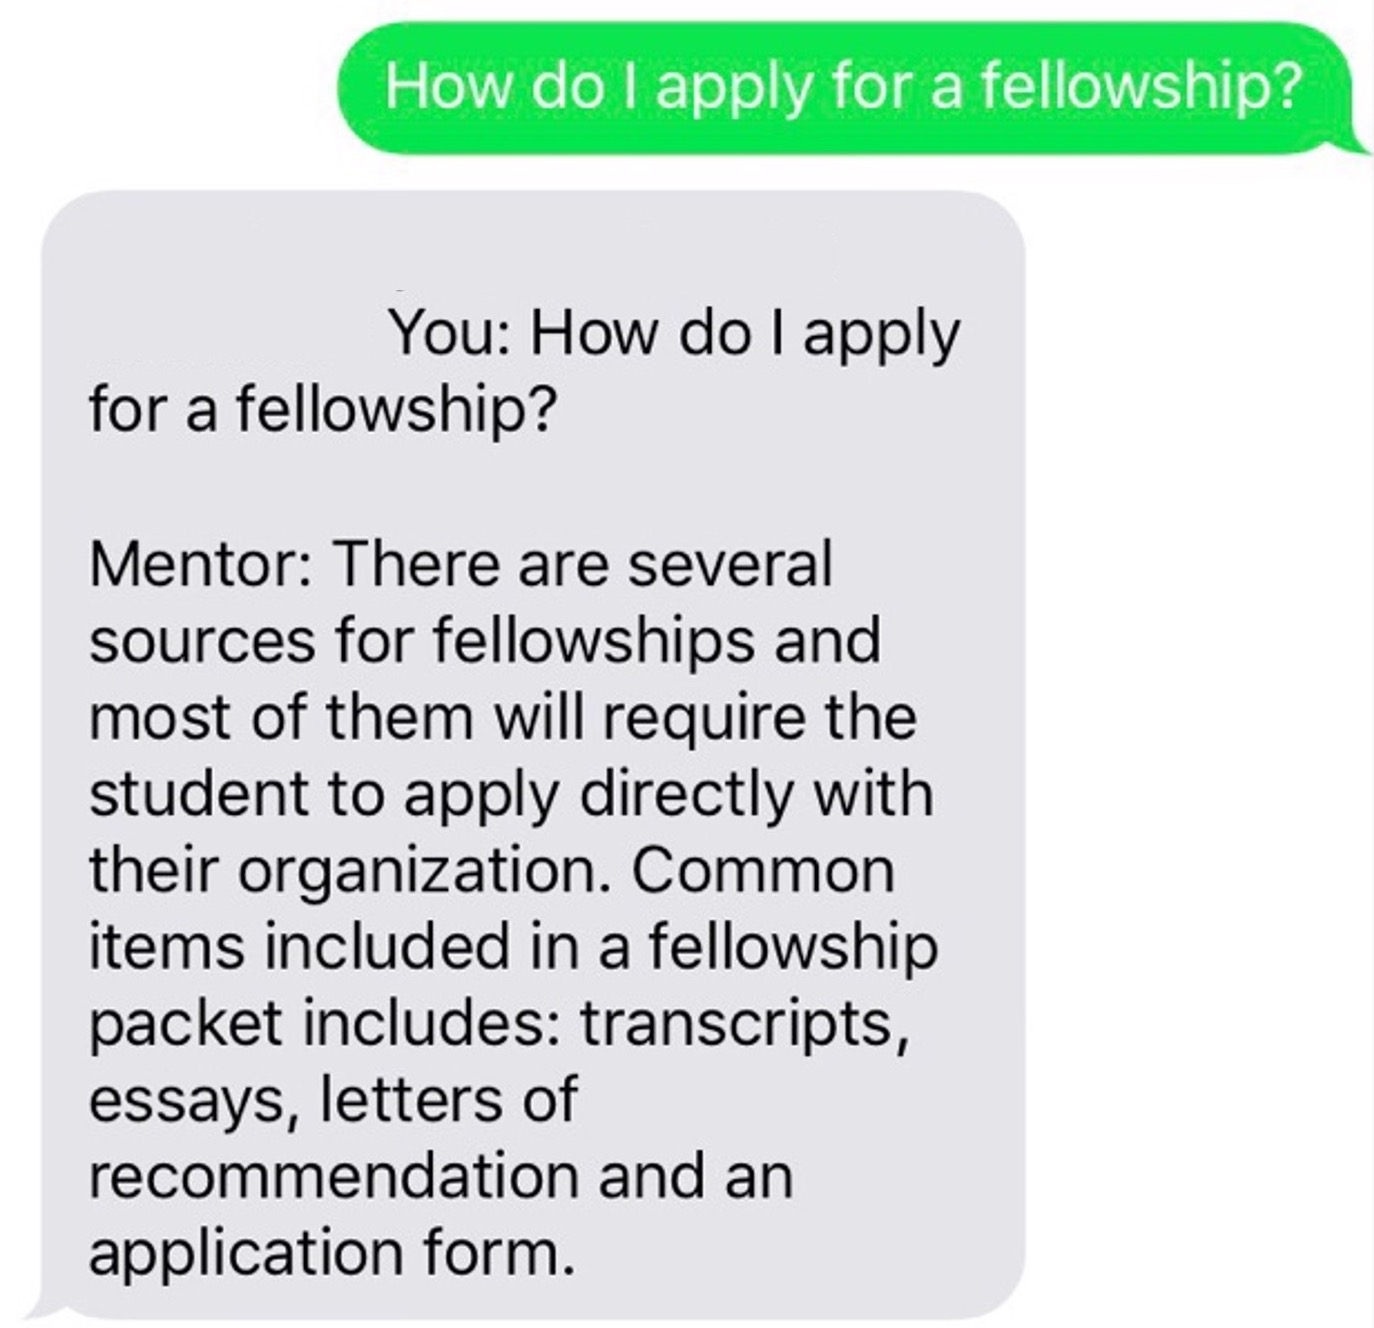 How do I apply for a fellowship?
You: How do I apply
for a fellowship?
Mentor: There are several
sources for fellowships and
most of them will require the
student to apply directly with
their organization. Common
items included in a fellowship
packet includes: transcripts,
essays, letters of
recommendation and an
application form.